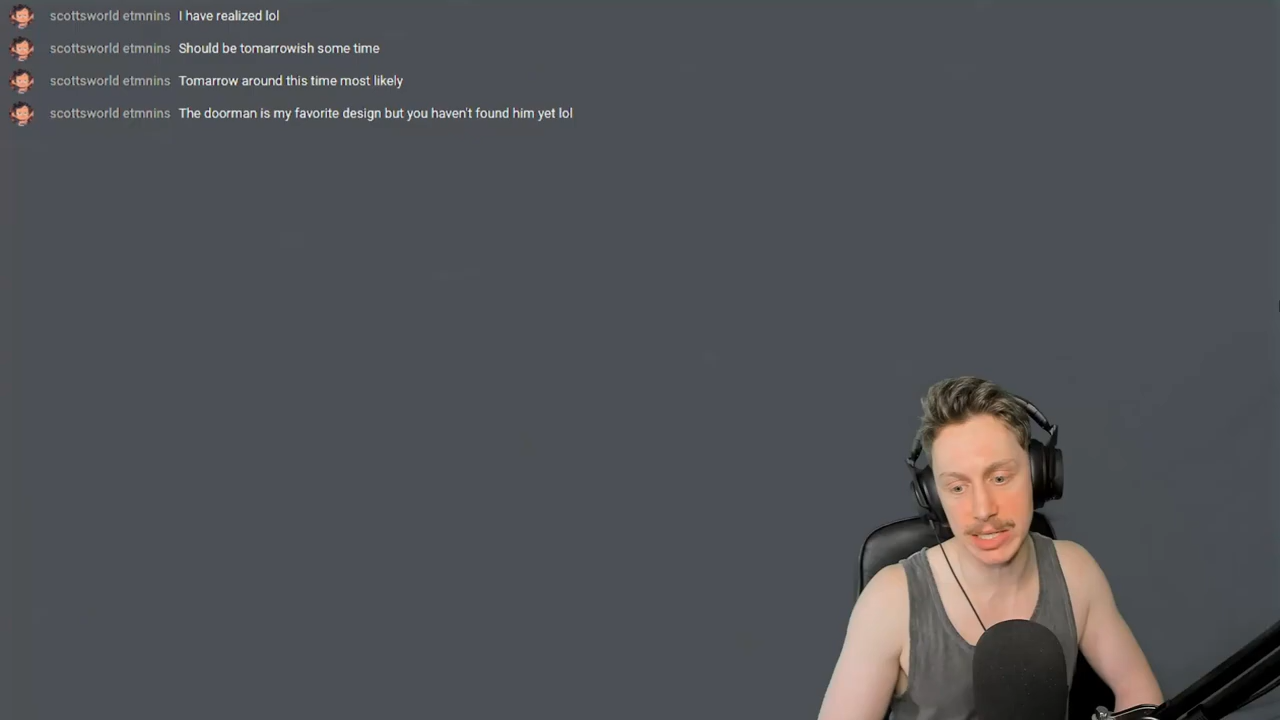 scottsworld etmnins I have realized lol
scottsworld etmnins Should be tomarrowish some time
scottsworld etmnins Tomarrow around this time most likely
scottsworld etmnins The doorman is my favorite design but you haven't found him yet lol